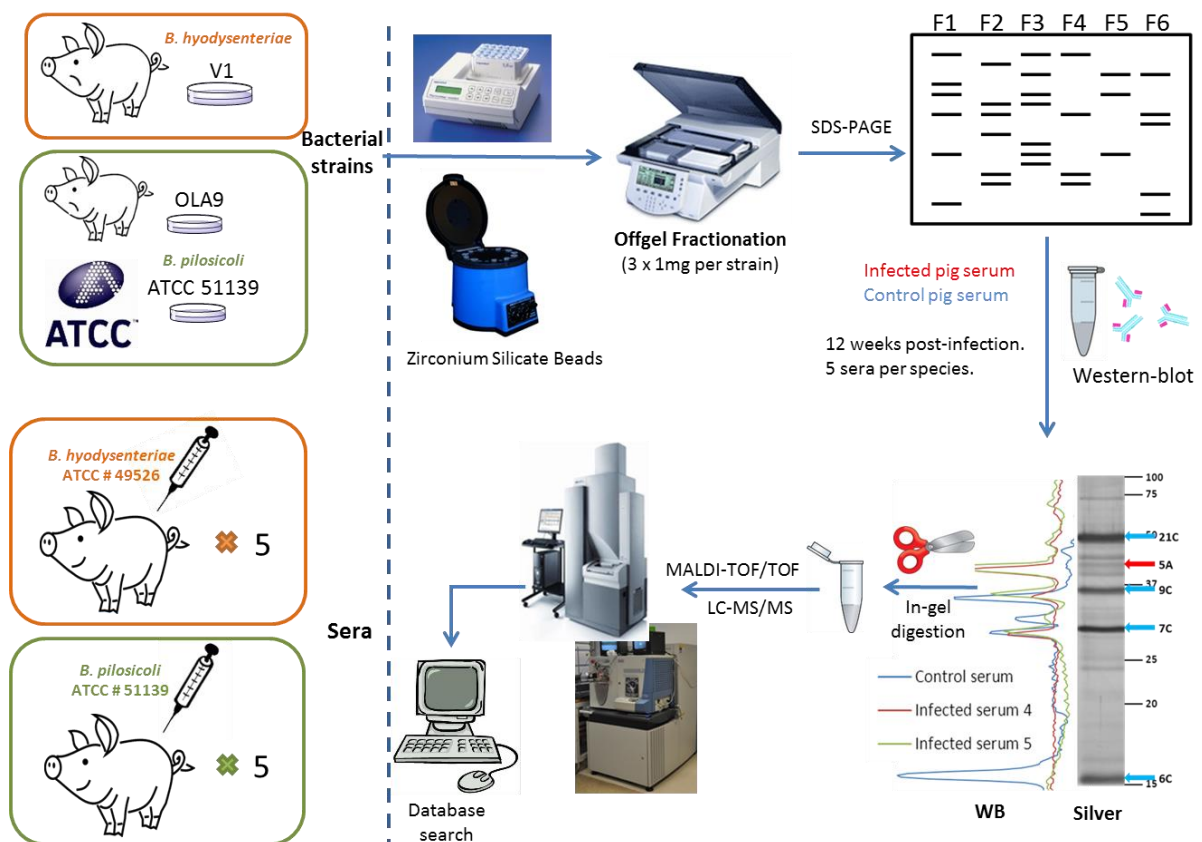 B. hyodysenteriae
V1
OLA9
B. pilosicoli
ATCC 51139
ATCC™
Bacterial
strains
Zirconium Silicate Beads
Offgel Fractionation
(3 x 1mg per strain)
SDS-PAGE
F1 F2 F3 F4 F5 F6
Infected pig serum
Control pig serum
12 weeks post-infection.
5 sera per species.
Western-blot
B. hyodysenteriae
ATCC # 49526
5
Sera
B. pilosicoli
ATCC # 51139
5
Database
search
MALDI-TOF/TOF
LC-MS/MS
In-gel
digestion
Control serum
Infected serum 4
Infected serum 5
WB
Silver
100
75
21C
5A
37
9C
7C
25
20
6C
15